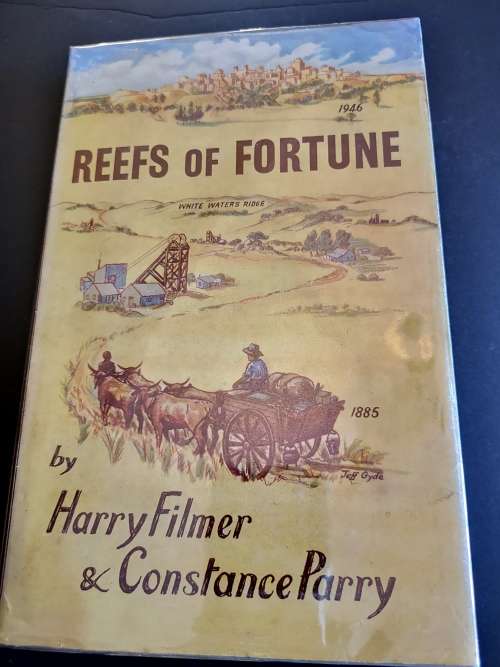 1946
REEFS OF FORTUNE
WHITE WATERS RIDGE
1885
by
Jeff Gyde
Harry Filmer
& Constance Parry